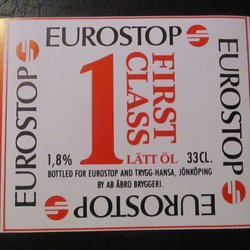 EUROSTOP
EUROSTOP
1
FIRST
CLASS
1,8%
LÄTT ÖL
33CL.
BOTTLED FOR EUROSTOP AND TRYGG-HANSA, JÖNKÖPING
BY AB ÅBRO BRYGGERI.
EUROSTOP
EUROSTOP